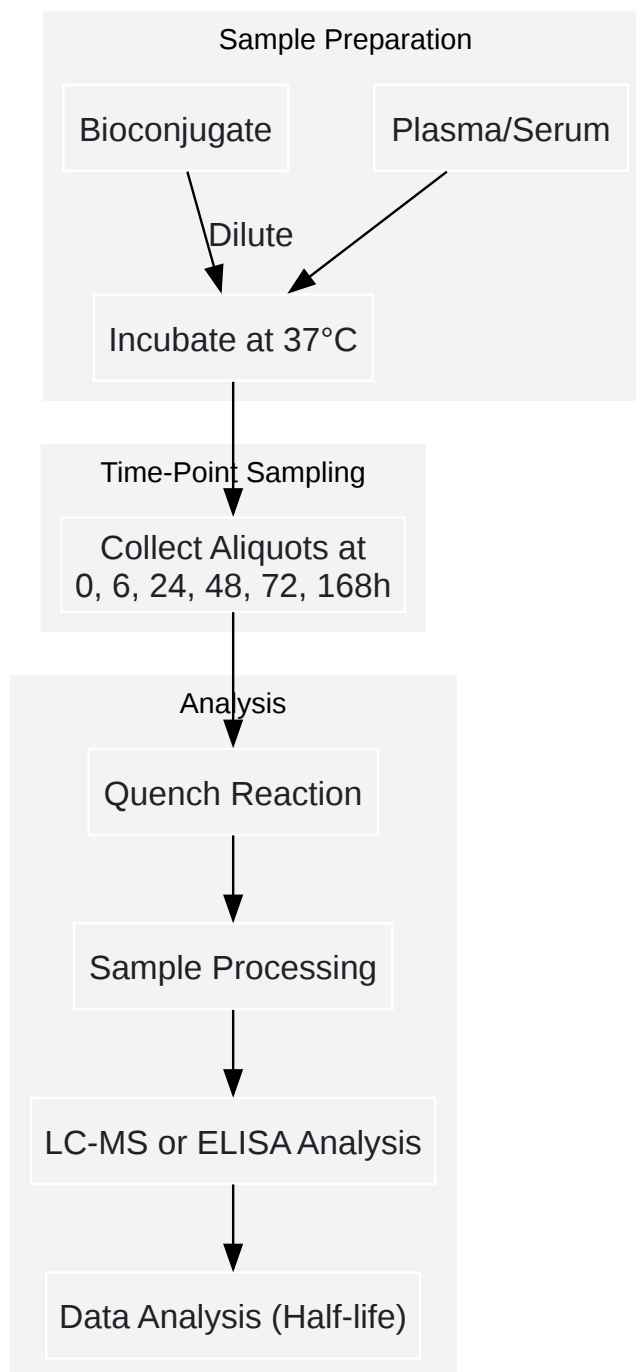 Sample Preparation
Bioconjugate
Plasma/Serum
Dilute
Incubate at 37°C
Time-Point Sampling
Collect Aliquots at
0, 6, 24, 48, 72, 168h
Analysis
Quench Reaction
Sample Processing
LC-MS or ELISA Analysis
Data Analysis (Half-life)